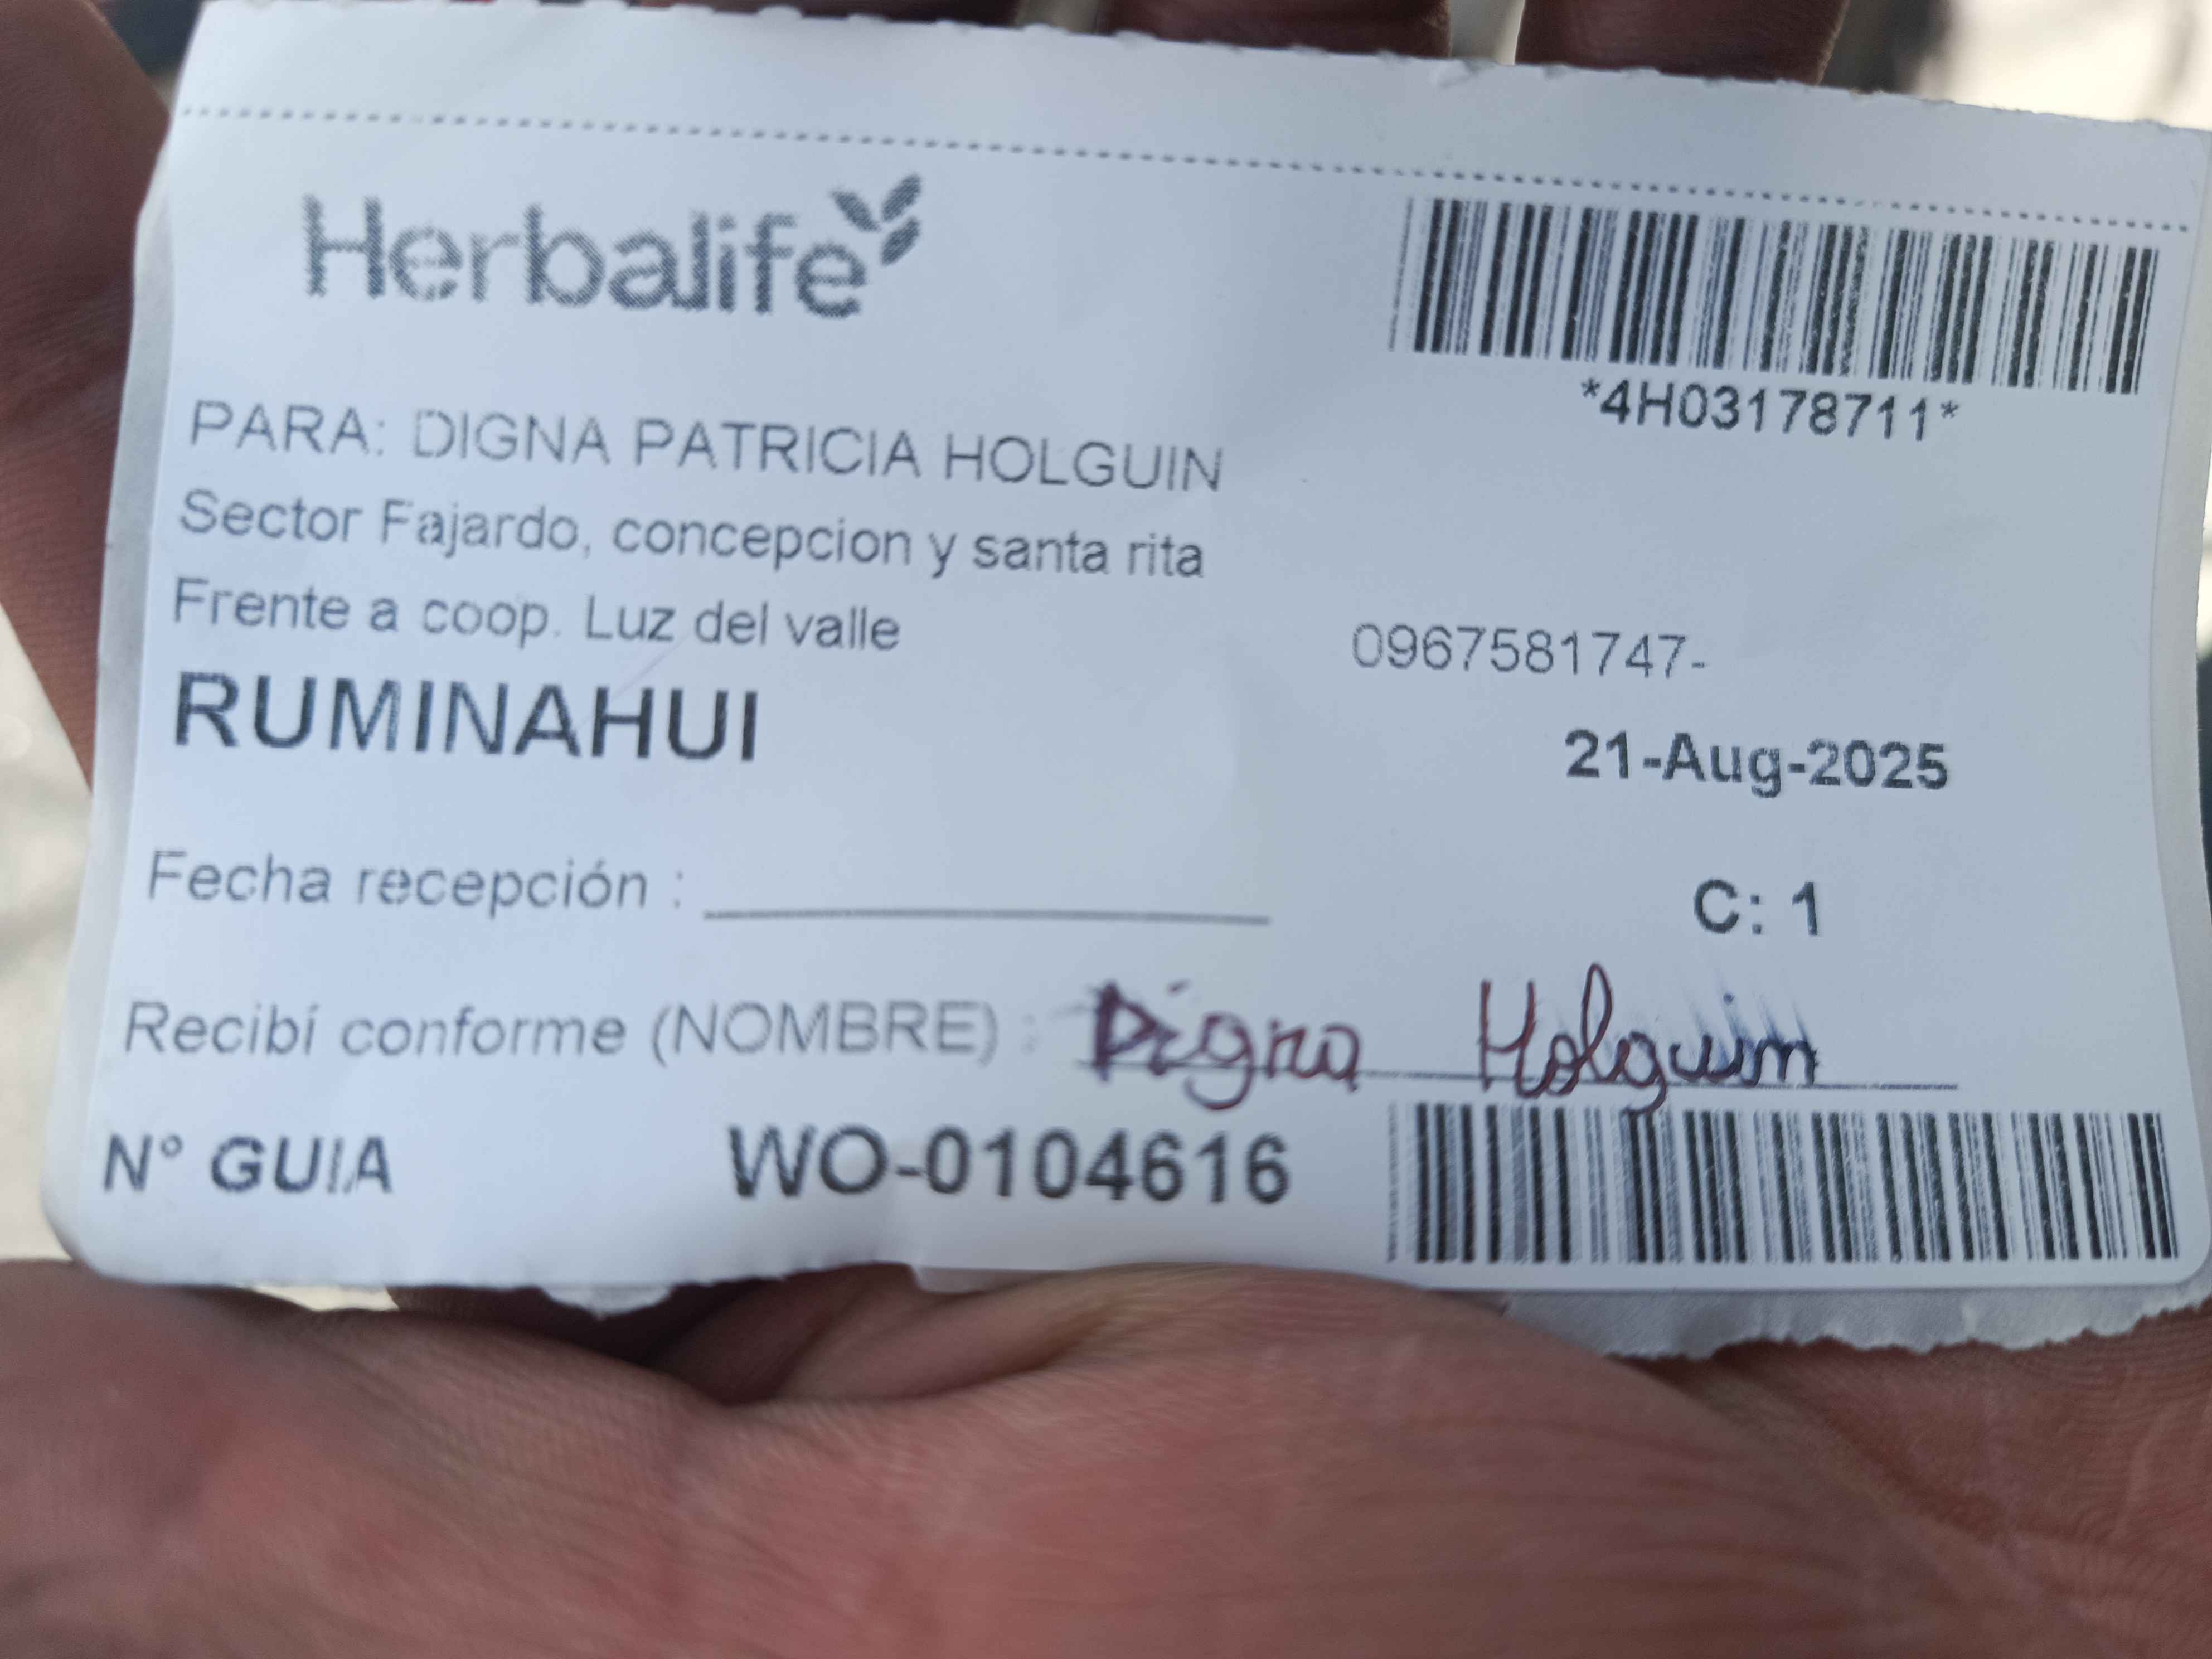 Herbalife
*4H03178711*
PARA: DIGNA PATRICIA HOLGUIN
Sector Fajardo, concepcion y santa rita
Frente a coop. Luz del valle
0967581747-
RUMINAHUI
21-Aug-2025
Fecha recepción :
C: 1
Recibí conforme (NOMBRE) : Digna Holguin
N° GUIA WO-0104616